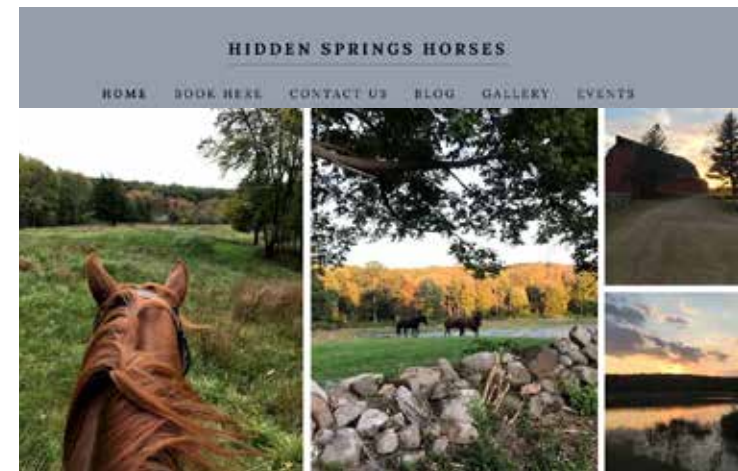 HIDDEN SPRINGS HORSES
HOME BOOK HERE CONTACT US BLOG GALLERY EVENTS